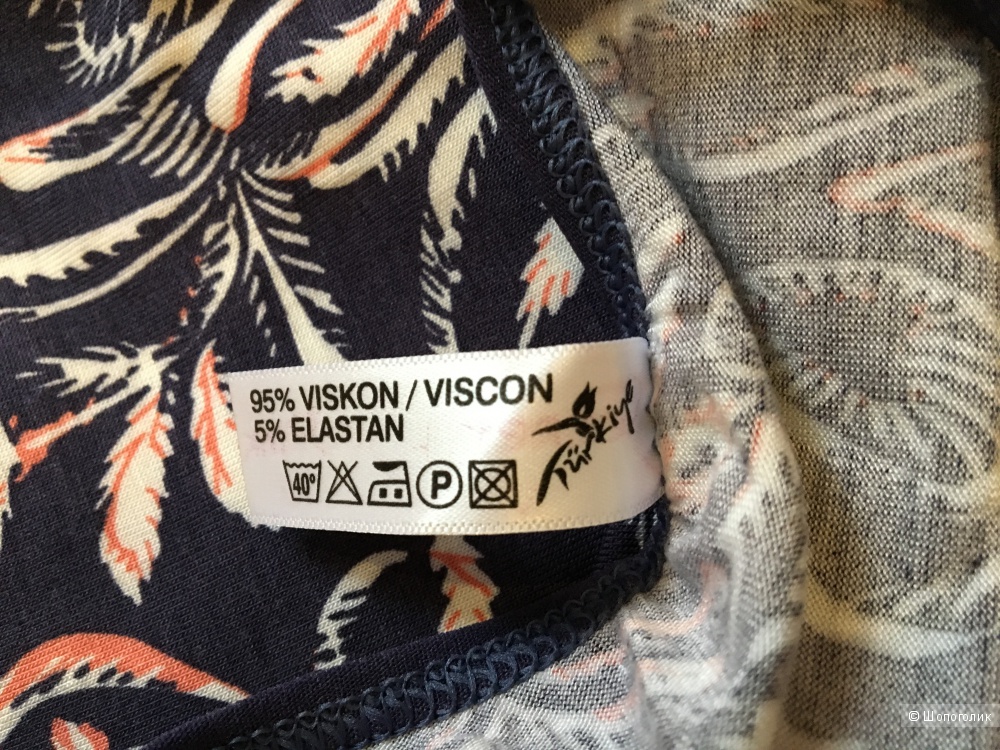 95% VISKON / VISCON
5% ELASTAN
40° P
Türkiye
© Шопоголик